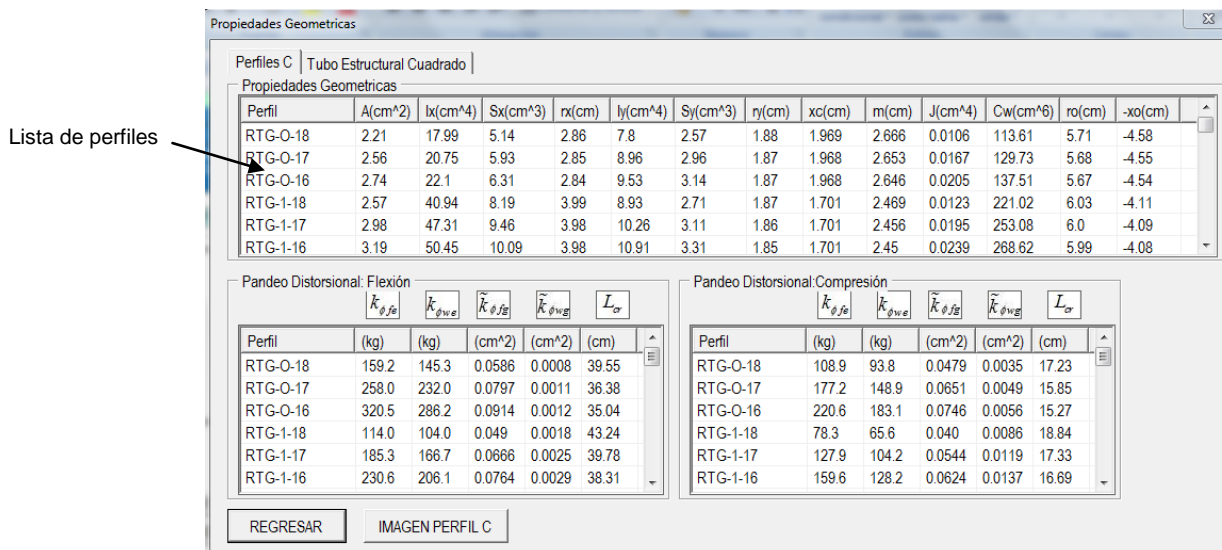 Propiedades Geometricas
Perfiles C Tubo Estructural Cuadrado
Propiedades Geometricas
Perfil A(cm^2) Ix(cm^4) Sx(cm^3) rx(cm) Iy(cm^4) Sy(cm^3) ry(cm) xc(cm) m(cm) J(cm^4) Cw(cm^6) ro(cm) -xo(cm)
RTG-O-18 2.21 17.99 5.14 2.86 7.8 2.57 1.88 1.969 2.666 0.0106 113.61 5.71 -4.58
Lista de perfiles
RTG-O-17 2.56 20.75 5.93 2.85 8.96 2.96 1.87 1.968 2.653 0.0167 129.73 5.68 -4.55
RTG-O-16 2.74 22.1 6.31 2.84 9.53 3.14 1.87 1.968 2.646 0.0205 137.51 5.67 -4.54
RTG-1-18 2.57 40.94 8.19 3.99 8.93 2.71 1.87 1.701 2.469 0.0123 221.02 6.03 -4.11
RTG-1-17 2.98 47.31 9.46 3.98 10.26 3.11 1.86 1.701 2.456 0.0195 253.08 6.0 -4.09
RTG-1-16 3.19 50.45 10.09 3.98 10.91 3.31 1.85 1.701 2.45 0.0239 268.62 5.99 -4.08
Pandeo Distorsional: Flexión
k_φfe k_φwe k̃_φfg k̃_φwg L_cr
Perfil (kg) (kg) (cm^2) (cm^2) (cm)
RTG-O-18 159.2 145.3 0.0586 0.0008 39.55
RTG-O-17 258.0 232.0 0.0797 0.0011 36.38
RTG-O-16 320.5 286.2 0.0914 0.0012 35.04
RTG-1-18 114.0 104.0 0.049 0.0018 43.24
RTG-1-17 185.3 166.7 0.0666 0.0025 39.78
RTG-1-16 230.6 206.1 0.0764 0.0029 38.31
Pandeo Distorsional:Compresión
k_φfe k_φwe k̃_φfg k̃_φwg L_cr
Perfil (kg) (kg) (cm^2) (cm^2) (cm)
RTG-O-18 108.9 93.8 0.0479 0.0035 17.23
RTG-O-17 177.2 148.9 0.0651 0.0049 15.85
RTG-O-16 220.6 183.1 0.0746 0.0056 15.27
RTG-1-18 78.3 65.6 0.040 0.0086 18.84
RTG-1-17 127.9 104.2 0.0544 0.0119 17.33
RTG-1-16 159.6 128.2 0.0624 0.0137 16.69
REGRESAR IMAGEN PERFIL C